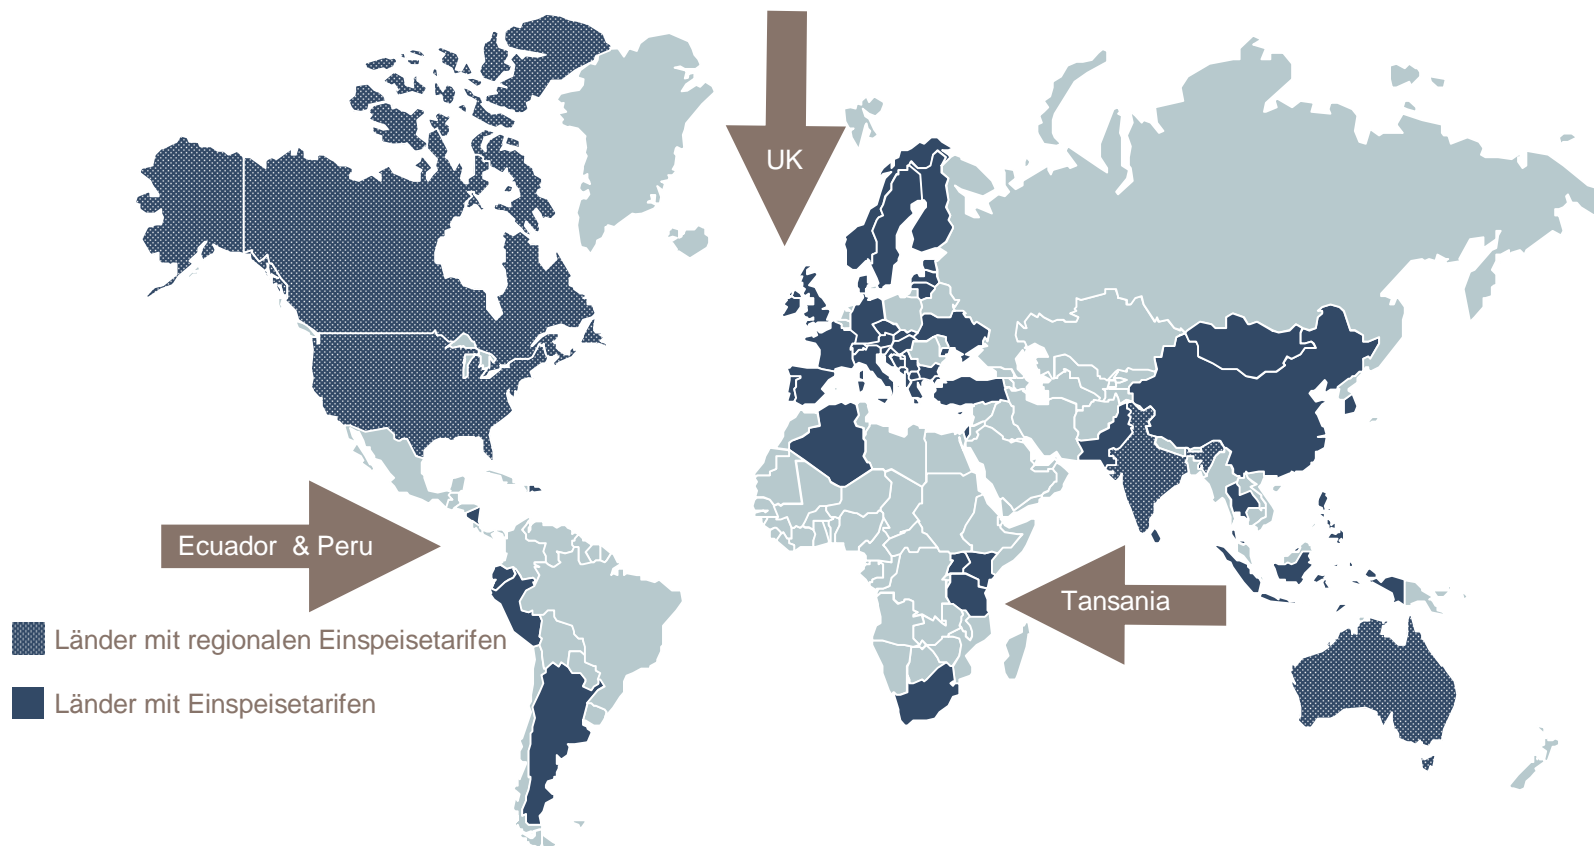 UK
Ecuador & Peru
Tansania
Länder mit regionalen Einspeisetarifen
Länder mit Einspeisetarifen